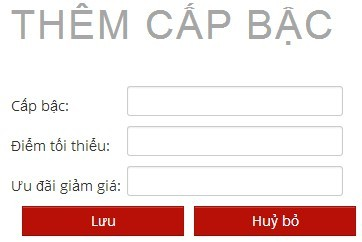 THÊM CẤP BẬC
Cấp bậc:
Điểm tối thiểu:
Ưu đãi giảm giá:
Lưu Huỷ bỏ